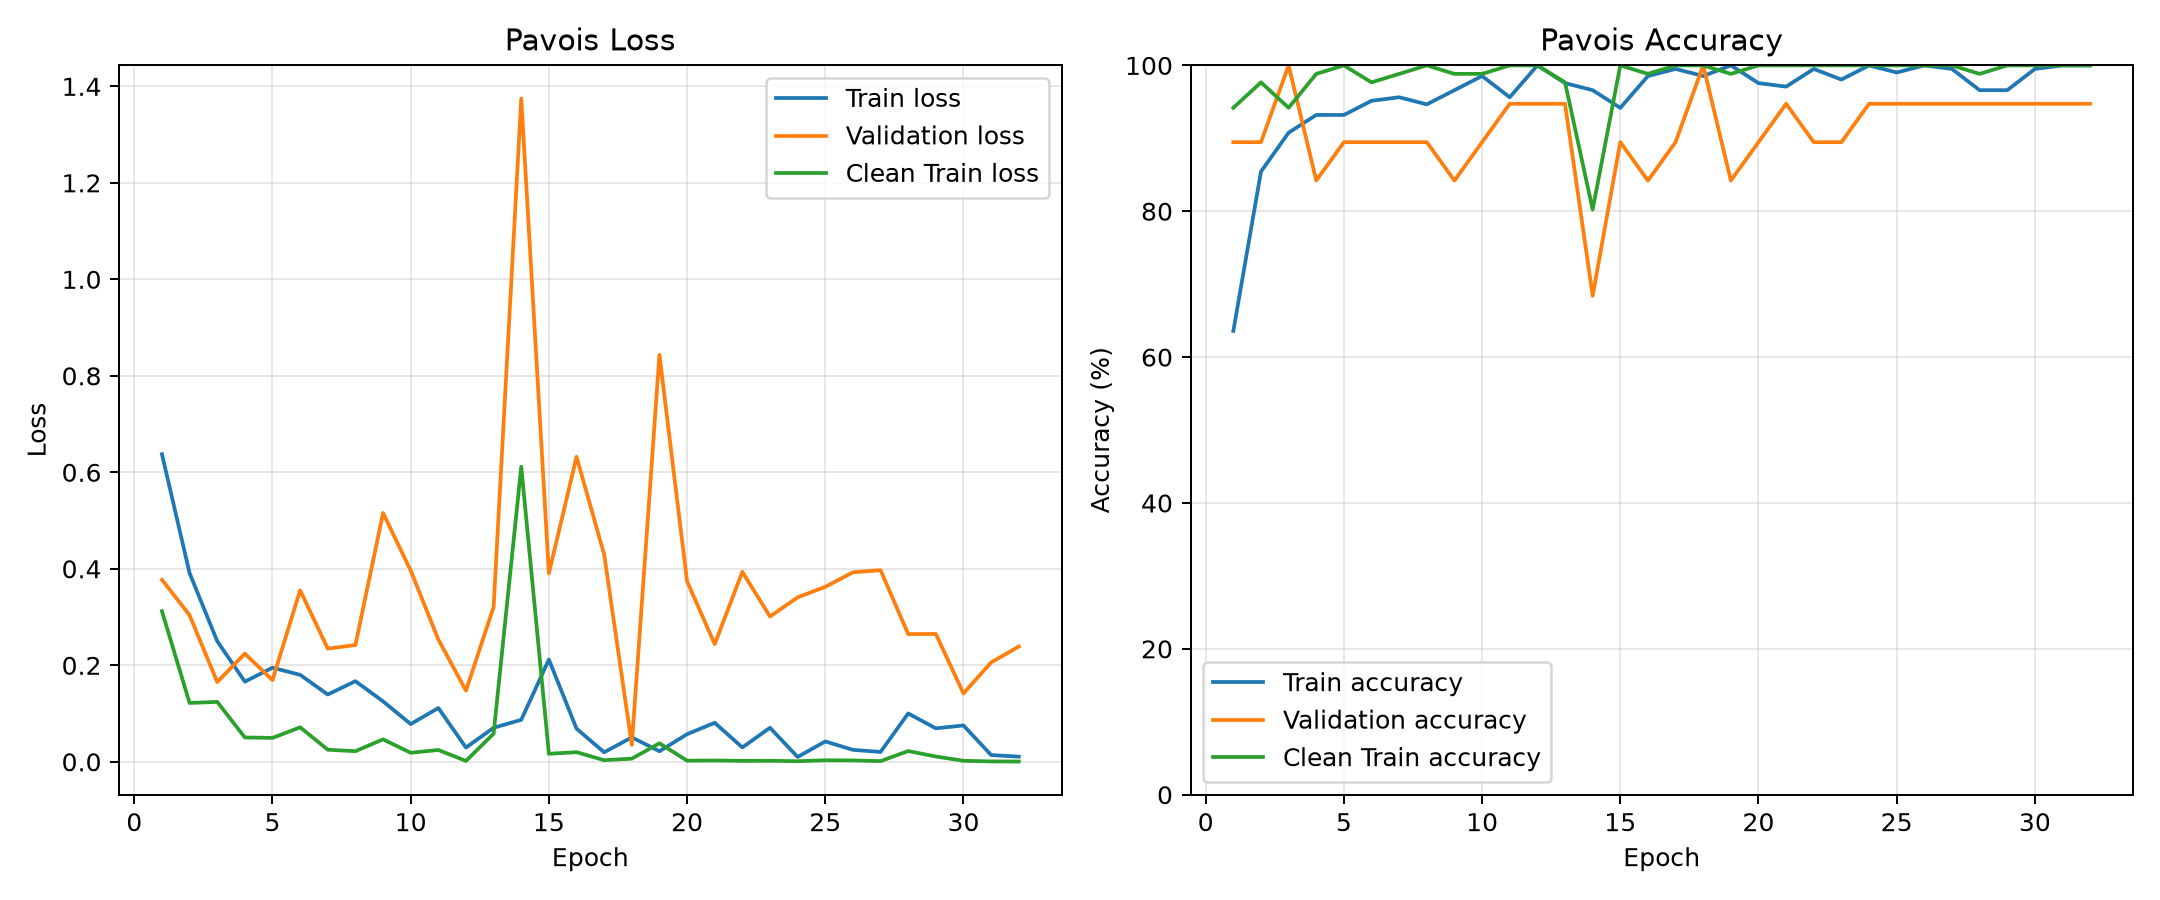 Pavois Loss
1.4
1.2
1.0
0.8
0.6
0.4
0.2
0.0
Loss
0
5
10
15
20
25
30
Epoch
Train loss
Validation loss
Clean Train loss
Pavois Accuracy
100
80
60
40
20
0
Accuracy (%)
0
5
10
15
20
25
30
Epoch
Train accuracy
Validation accuracy
Clean Train accuracy